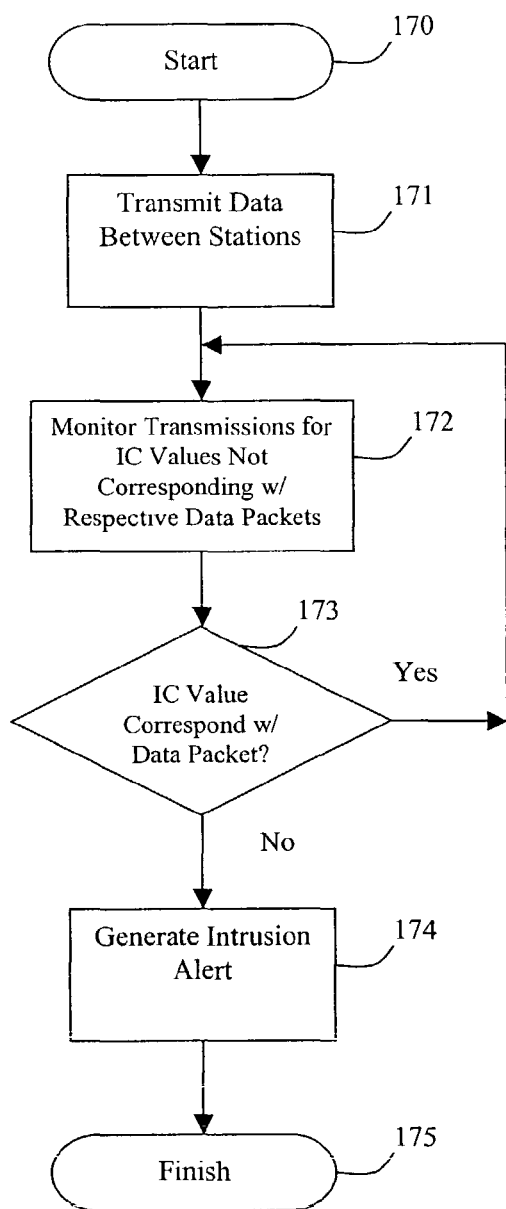 170
Start
171
Transmit Data
Between Stations
172
Monitor Transmissions for
IC Values Not
Corresponding w/
Respective Data Packets
173
Yes
IC Value
Correspond w/
Data Packet?
No
174
Generate Intrusion
Alert
175
Finish